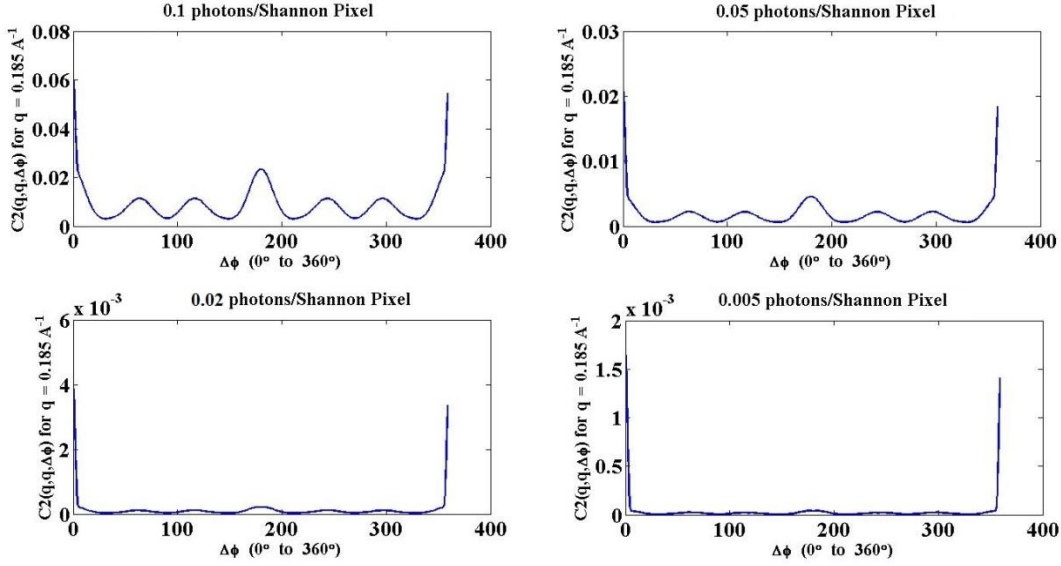 0.1 photons/Shannon Pixel
C2(q,q,Δϕ) for q = 0.185 A⁻¹
0.08
0.06
0.04
0.02
0
0 100 200 300 400
Δϕ (0° to 360°)
0.05 photons/Shannon Pixel
C2(q,q,Δϕ) for q = 0.185 A⁻¹
0.03
0.02
0.01
0
0 100 200 300 400
Δϕ (0° to 360°)
0.02 photons/Shannon Pixel
x 10⁻³
C2(q,q,Δϕ) for q = 0.185 A⁻¹
6
4
2
0
0 100 200 300 400
Δϕ (0° to 360°)
0.005 photons/Shannon Pixel
x 10⁻³
C2(q,q,Δϕ) for q = 0.185 A⁻¹
2
1.5
1
0.5
0
0 100 200 300 400
Δϕ (0° to 360°)